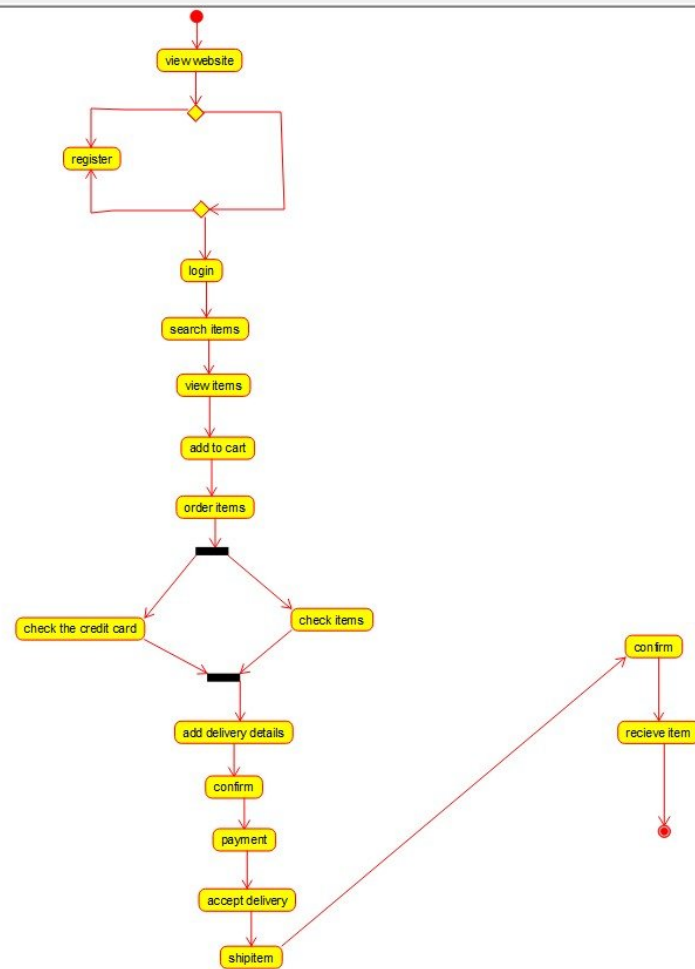 view website
register
login
search items
view items
add to cart
order items
check the credit card
check items
add delivery details
confirm
payment
accept delivery
shipitem
confirm
recieve item